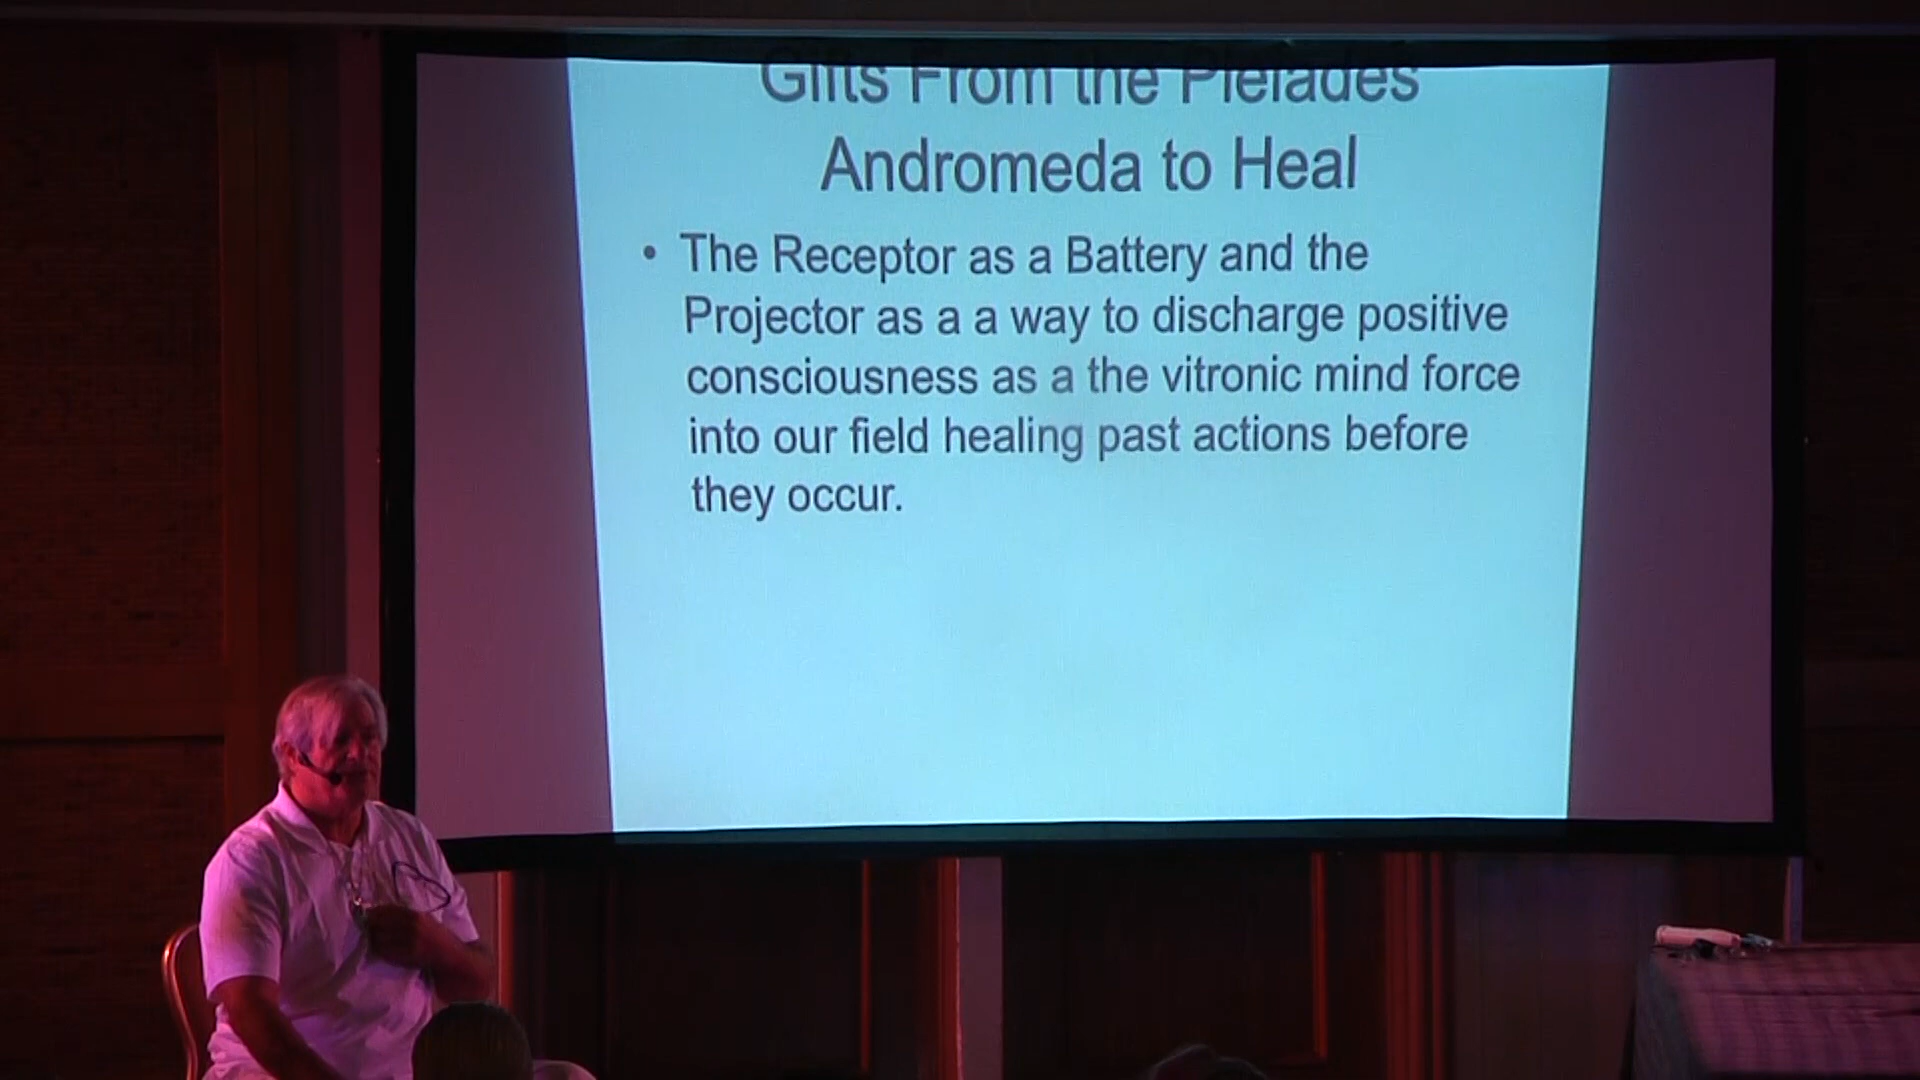 Gifts From the Pleiades
Andromeda to Heal
• The Receptor as a Battery and the
Projector as a a way to discharge positive
consciousness as a the vitronic mind force
into our field healing past actions before
they occur.